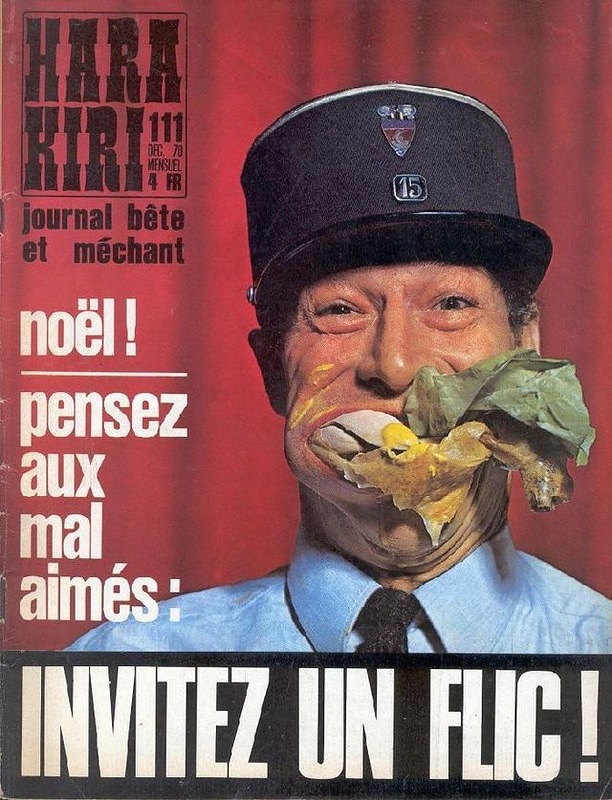 HARA
KIRI
111
DEC. 70
MENSUEL
4 FR
journal bête
et méchant
15
noël !
pensez
aux
mal
aimés :
INVITEZ UN FLIC !